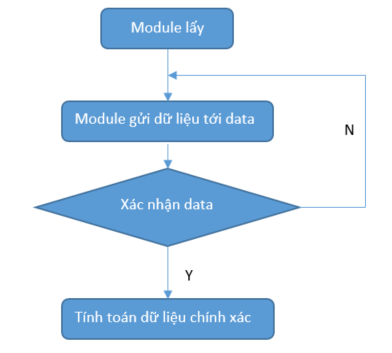 Module lấy
Module gửi dữ liệu tới data
N
Xác nhận data
Y
Tính toán dữ liệu chính xác